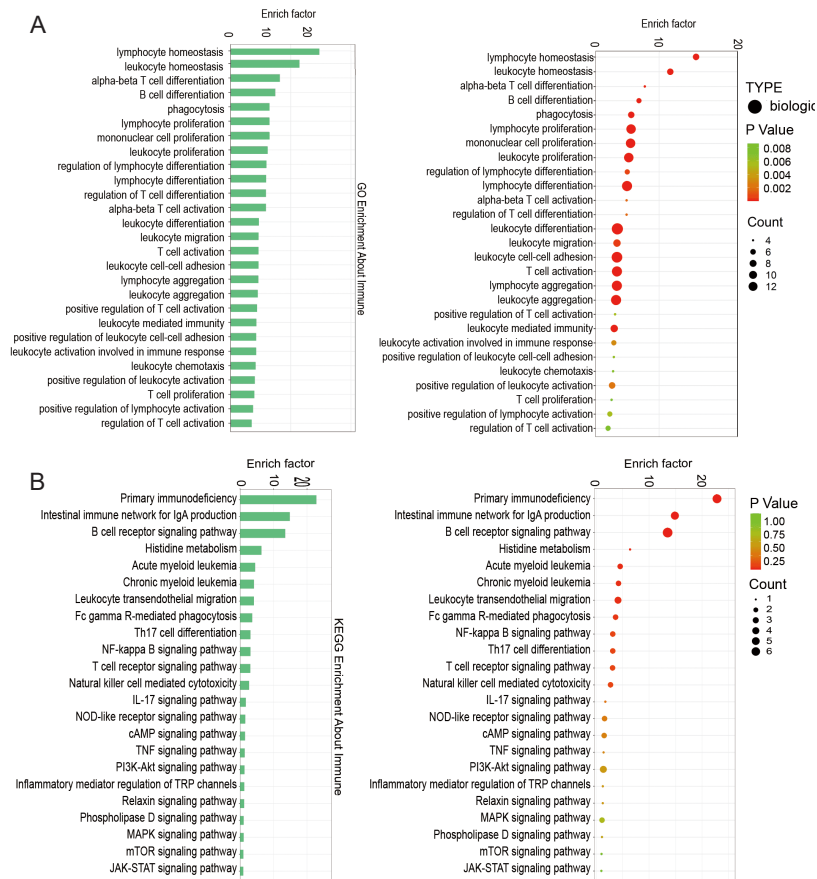 A
Enrich factor
0
10
20
lymphocyte homeostasis
leukocyte homeostasis
alpha-beta T cell differentiation
B cell differentiation
phagocytosis
lymphocyte proliferation
mononuclear cell proliferation
leukocyte proliferation
regulation of lymphocyte differentiation
lymphocyte differentiation
regulation of T cell differentiation
alpha-beta T cell activation
leukocyte differentiation
leukocyte migration
T cell activation
leukocyte cell-cell adhesion
lymphocyte aggregation
leukocyte aggregation
positive regulation of T cell activation
leukocyte mediated immunity
positive regulation of leukocyte cell-cell adhesion
leukocyte activation involved in immune response
leukocyte chemotaxis
positive regulation of leukocyte activation
T cell proliferation
positive regulation of lymphocyte activation
regulation of T cell activation
GO Enrichment About Immune
Enrich factor
0
10
20
lymphocyte homeostasis
leukocyte homeostasis
alpha-beta T cell differentiation
B cell differentiation
phagocytosis
lymphocyte proliferation
mononuclear cell proliferation
leukocyte proliferation
regulation of lymphocyte differentiation
lymphocyte differentiation
alpha-beta T cell activation
regulation of T cell differentiation
leukocyte differentiation
leukocyte migration
leukocyte cell-cell adhesion
T cell activation
lymphocyte aggregation
leukocyte aggregation
positive regulation of T cell activation
leukocyte mediated immunity
leukocyte activation involved in immune response
positive regulation of leukocyte cell-cell adhesion
leukocyte chemotaxis
positive regulation of leukocyte activation
T cell proliferation
positive regulation of lymphocyte activation
regulation of T cell activation
TYPE
biologic
P Value
0.008
0.006
0.004
0.002
Count
4
6
8
10
12
B
Enrich factor
0
10
20
Primary immunodeficiency
Intestinal immune network for IgA production
B cell receptor signaling pathway
Histidine metabolism
Acute myeloid leukemia
Chronic myeloid leukemia
Leukocyte transendothelial migration
Fc gamma R-mediated phagocytosis
Th17 cell differentiation
NF-kappa B signaling pathway
T cell receptor signaling pathway
Natural killer cell mediated cytotoxicity
IL-17 signaling pathway
NOD-like receptor signaling pathway
cAMP signaling pathway
TNF signaling pathway
PI3K-Akt signaling pathway
Inflammatory mediator regulation of TRP channels
Relaxin signaling pathway
Phospholipase D signaling pathway
MAPK signaling pathway
mTOR signaling pathway
JAK-STAT signaling pathway
KEGG Enrichment About Immune
Enrich factor
0
10
20
Primary immunodeficiency
Intestinal immune network for IgA production
B cell receptor signaling pathway
Histidine metabolism
Acute myeloid leukemia
Chronic myeloid leukemia
Leukocyte transendothelial migration
Fc gamma R-mediated phagocytosis
NF-kappa B signaling pathway
Th17 cell differentiation
T cell receptor signaling pathway
Natural killer cell mediated cytotoxicity
IL-17 signaling pathway
NOD-like receptor signaling pathway
cAMP signaling pathway
TNF signaling pathway
PI3K-Akt signaling pathway
Inflammatory mediator regulation of TRP channels
Relaxin signaling pathway
MAPK signaling pathway
Phospholipase D signaling pathway
mTOR signaling pathway
JAK-STAT signaling pathway
P Value
1.00
0.75
0.50
0.25
Count
1
2
3
4
5
6